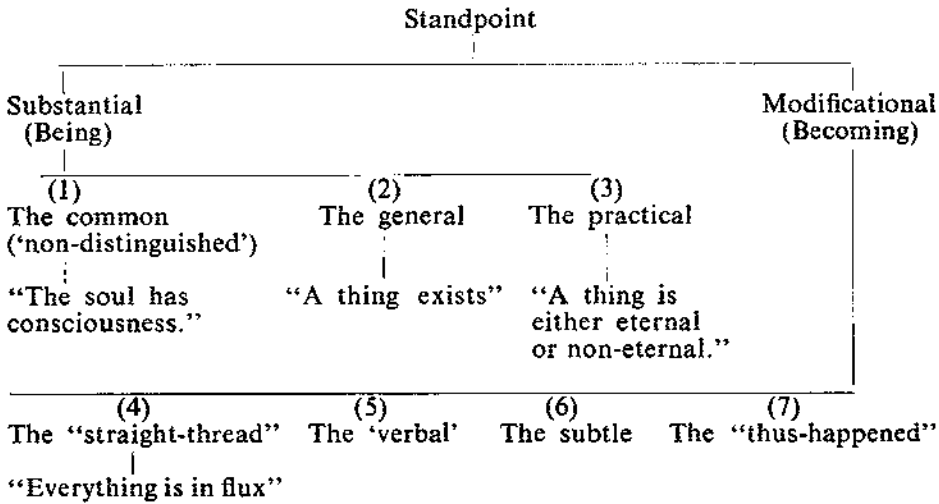 Standpoint
Substantial
(Being)
Modificational
(Becoming)
(1)
The common
(‘non-distinguished’)
“The soul has
consciousness.”
(2)
The general
“A thing exists”
(3)
The practical
“A thing is
either eternal
or non-eternal.”
(4)
The “straight-thread”
“Everything is in flux”
(5)
The ‘verbal’
(6)
The subtle
(7)
The “thus-happened”